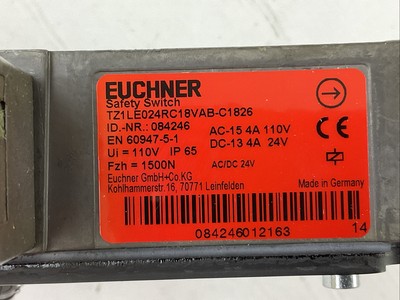 EUCHNER
Safety Switch
TZ1LE024RC18VAB-C1826
ID.-NR.: 084246 AC-15 4A 110V
EN 60947-5-1 DC-13 4A 24V
Ui = 110V IP 65
Fzh = 1500N AC/DC 24V
Euchner GmbH+Co.KG
Kohlhammerstr.16, 70771 Leinfelden Made in Germany
084246012163 14